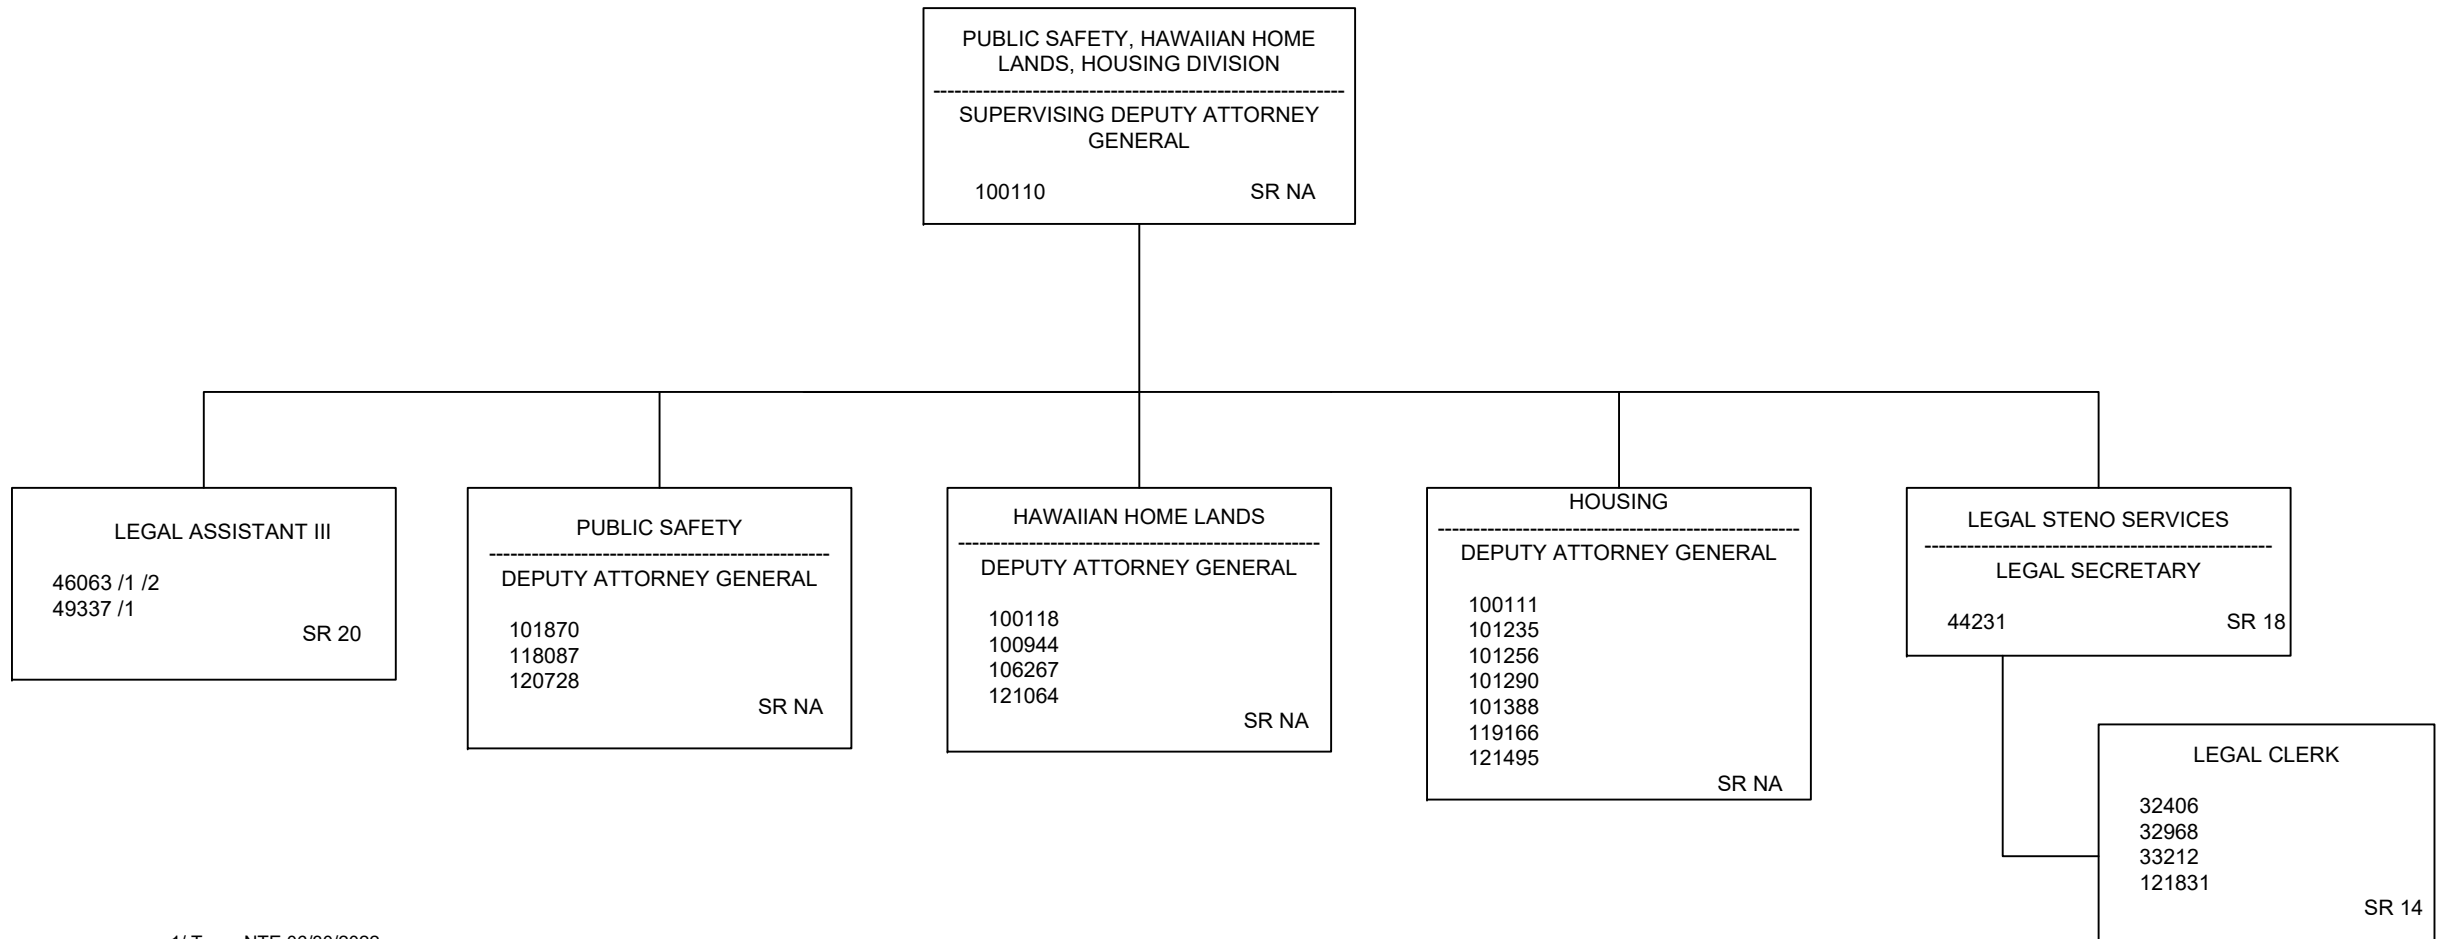 PUBLIC SAFETY, HAWAIIAN HOME
LANDS, HOUSING DIVISION
SUPERVISING DEPUTY ATTORNEY
GENERAL
100110 SR NA
LEGAL ASSISTANT III
46063 /1 /2
49337 /1
SR 20
PUBLIC SAFETY
DEPUTY ATTORNEY GENERAL
101870
118087
120728
SR NA
HAWAIIAN HOME LANDS
DEPUTY ATTORNEY GENERAL
100118
100944
106267
121064
SR NA
HOUSING
DEPUTY ATTORNEY GENERAL
100111
101235
101256
101290
101388
119166
121495
SR NA
LEGAL STENO SERVICES
LEGAL SECRETARY
44231 SR 18
LEGAL CLERK
32406
32968
33212
121831
SR 14